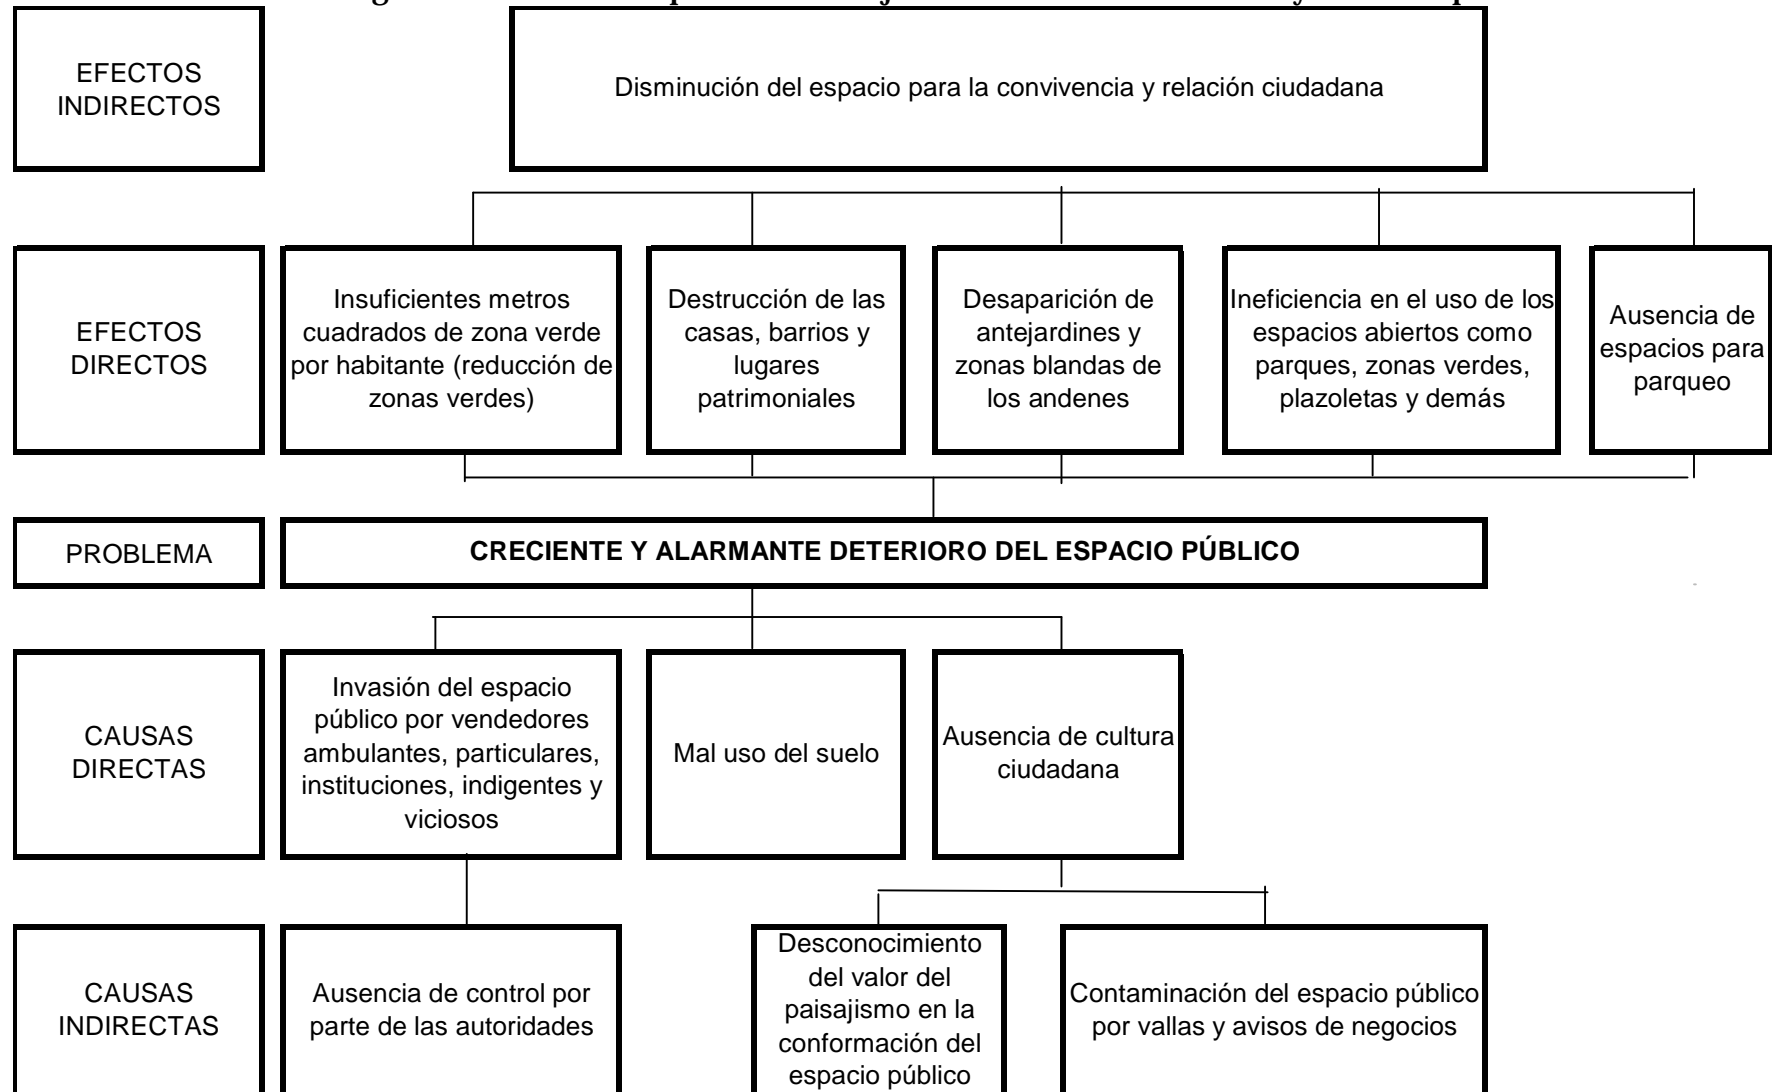 EFECTOS
INDIRECTOS
Disminución del espacio para la convivencia y relación ciudadana
EFECTOS
DIRECTOS
Insuficientes metros
cuadrados de zona verde
por habitante (reducción de
zonas verdes)
Destrucción de las
casas, barrios y
lugares
patrimoniales
Desaparición de
antejardines y
zonas blandas de
los andenes
Ineficiencia en el uso de los
espacios abiertos como
parques, zonas verdes,
plazoletas y demás
Ausencia de
espacios para
parqueo
PROBLEMA
CRECIENTE Y ALARMANTE DETERIORO DEL ESPACIO PÚBLICO
CAUSAS
DIRECTAS
Invasión del espacio
público por vendedores
ambulantes, particulares,
instituciones, indigentes y
viciosos
Mal uso del suelo
Ausencia de cultura
ciudadana
CAUSAS
INDIRECTAS
Ausencia de control por
parte de las autoridades
Desconocimiento
del valor del
paisajismo en la
conformación del
espacio público
Contaminación del espacio público
por vallas y avisos de negocios